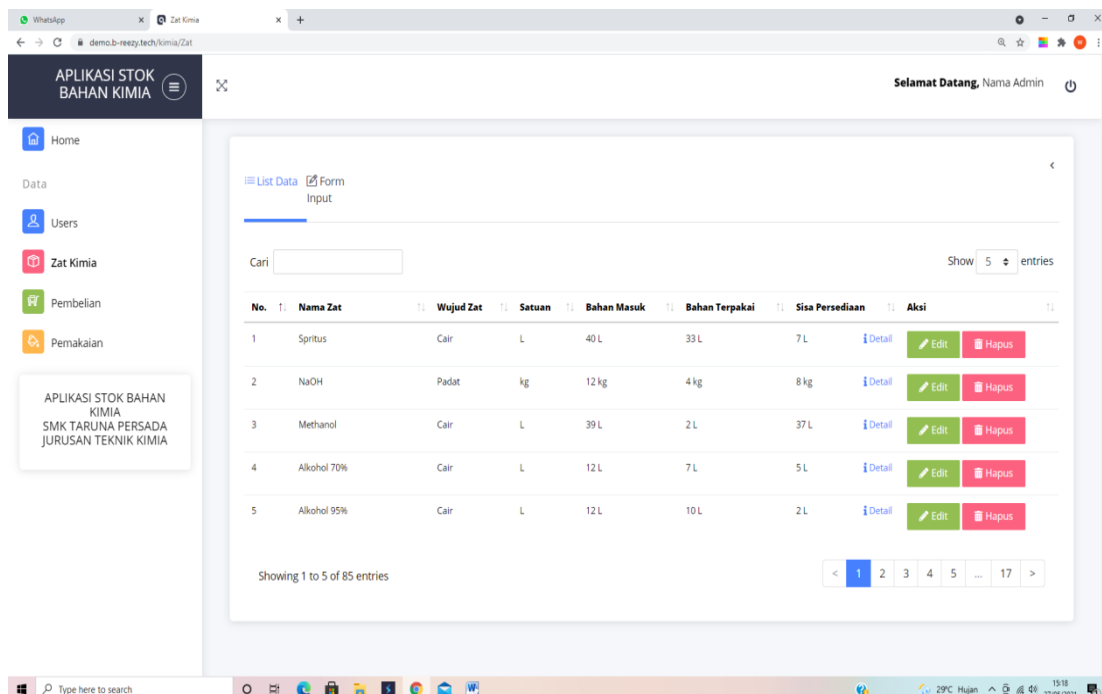 WhatsApp
Zat Kimia
demo.b-reezy.tech/kimia/Zat
APLIKASI STOK
BAHAN KIMIA
Selamat Datang, Nama Admin
Home
Data
Users
Zat Kimia
Pembelian
Pemakaian
APLIKASI STOK BAHAN
KIMIA
SMK TARUNA PERSADA
JURUSAN TEKNIK KIMIA
List Data Form
Input
Cari
Show 5 entries
No. Nama Zat Wujud Zat Satuan Bahan Masuk Bahan Terpakai Sisa Persediaan Aksi
1 Spritus Cair L 40 L 33 L 7 L Detail Edit Hapus
2 NaOH Padat kg 12 kg 4 kg 8 kg Detail Edit Hapus
3 Methanol Cair L 39 L 2 L 37 L Detail Edit Hapus
4 Alkohol 70% Cair L 12 L 7 L 5 L Detail Edit Hapus
5 Alkohol 95% Cair L 12 L 10 L 2 L Detail Edit Hapus
Showing 1 to 5 of 85 entries
< 1 2 3 4 5 ... 17 >
Type here to search
29°C Hujan
15:18